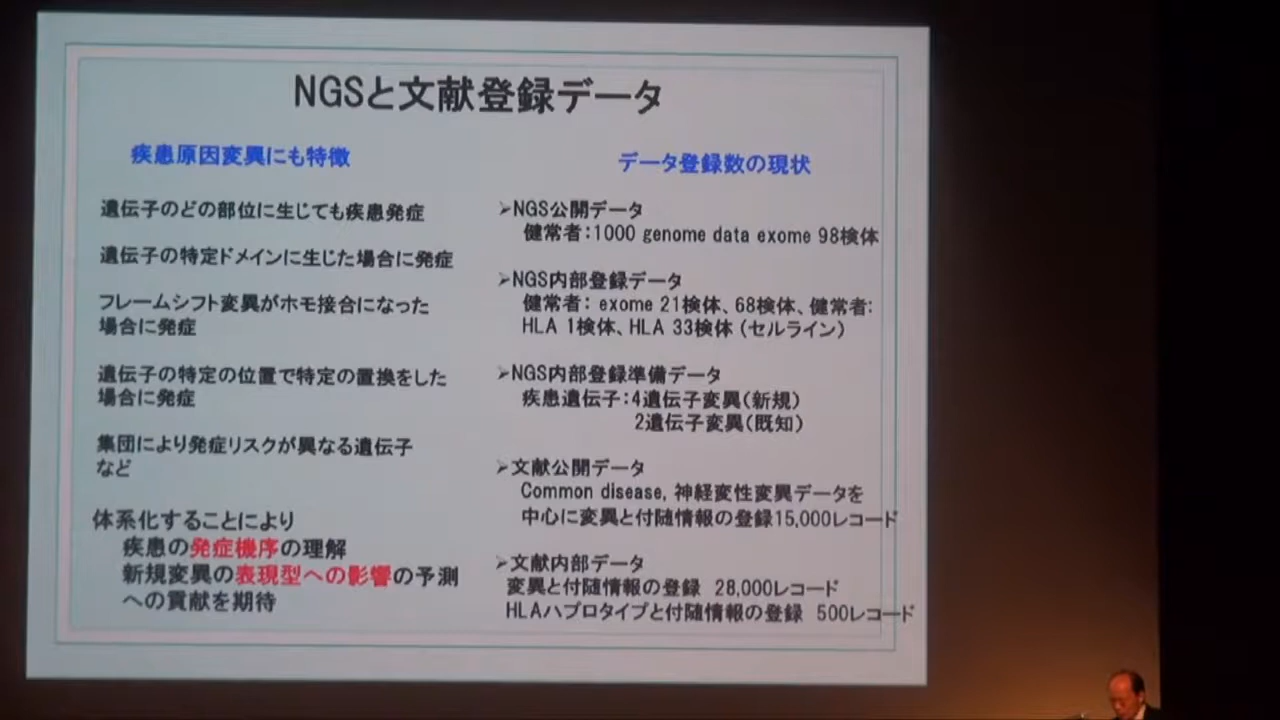 NGSと文献登録データ
疾患原因変異にも特徴
遺伝子のどの部位に生じても疾患発症
遺伝子の特定ドメインに生じた場合に発症
フレームシフト変異がホモ接合になった
場合に発症
遺伝子の特定の位置で特定の置換をした
場合に発症
集団により発症リスクが異なる遺伝子
など
体系化することにより
疾患の発症機序の理解
新規変異の表現型への影響の予測
への貢献を期待
データ登録数の現状
➢NGS公開データ
健常者：1000 genome data exome 98検体
➢NGS内部登録データ
健常者： exome 21検体、68検体、健常者:
HLA 1検体、HLA 33検体 (セルライン)
➢NGS内部登録準備データ
疾患遺伝子：4遺伝子変異(新規)
2遺伝子変異(既知)
➢文献公開データ
Common disease, 神経変性変異データを
中心に変異と付随情報の登録15,000レコード
➢文献内部データ
変異と付随情報の登録 28,000レコード
HLAハプロタイプと付随情報の登録 500レコード